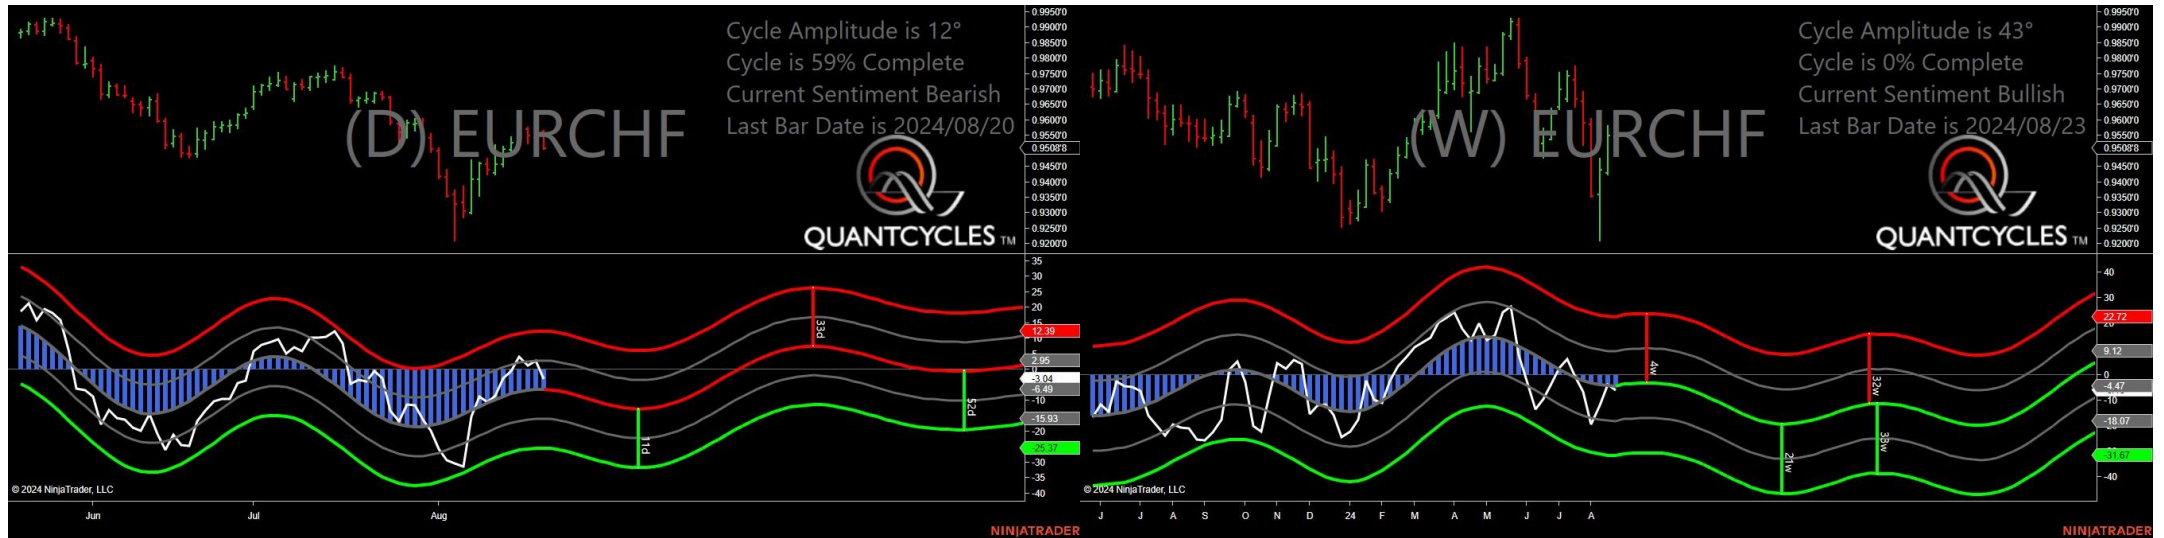 Cycle Amplitude is 12°
Cycle is 59% Complete
Current Sentiment Bearish
Last Bar Date is 2024/08/20
(D) EURCHF
QUANTCYCLES TM
0.9950'0
0.9900'0
0.9850'0
0.9800'0
0.9750'0
0.9700'0
0.9650'0
0.9600'0
0.9550'0
0.9508'8
0.9450'0
0.9400'0
0.9350'0
0.9300'0
0.9250'0
0.9200'0
35
30
25
20
15
12.39
10
5
2.95
0
-3.04
-6.49
-10
-15.93
-20
-25.37
-30
-35
-40
11d
33d
52d
© 2024 NinjaTrader, LLC
Jun Jul Aug
NINJATRADER
Cycle Amplitude is 43°
Cycle is 0% Complete
Current Sentiment Bullish
Last Bar Date is 2024/08/23
(W) EURCHF
QUANTCYCLES TM
0.9950'0
0.9900'0
0.9850'0
0.9800'0
0.9750'0
0.9700'0
0.9650'0
0.9600'0
0.9550'0
0.9508'8
0.9450'0
0.9400'0
0.9350'0
0.9300'0
0.9250'0
0.9200'0
40
30
22.72
20
9.12
0
-4.47
-10
-18.07
-31.67
-40
4w
21w
32w
33w
© 2024 NinjaTrader, LLC
J J A S O N D 24 F M A M J J A
NINJATRADER